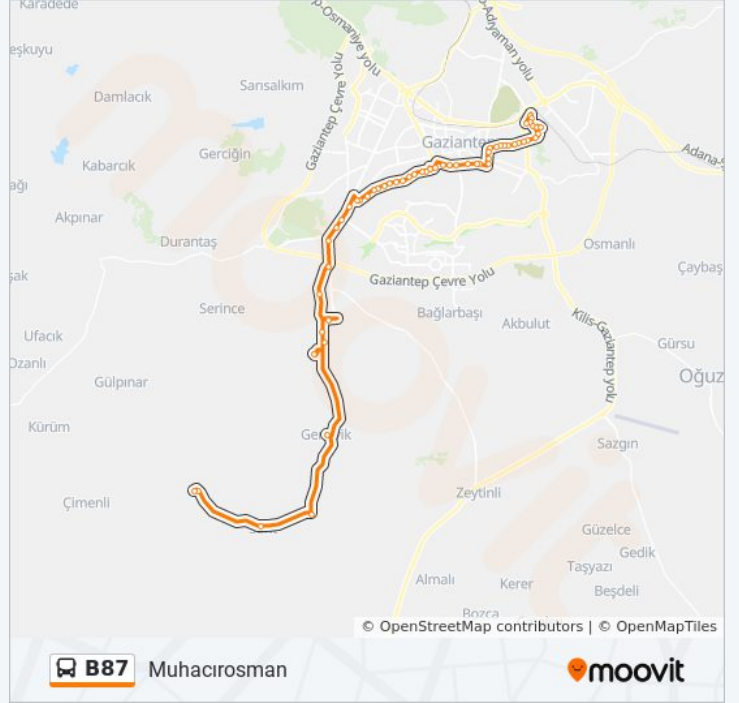 Karadede
p-Osmaniye yolu
o-Adıyaman yolu
eşkuyu
Sarısalkım
Damlacık
Gaziantep Çevre Yolu
Gaziantep
Gerciğin
Kabarcık
Adana-Ş
ağı
Akpınar
Durantaş
Osmanlı
Çaybaş
şak
Gaziantep Çevre Yolu
Serince
Bağlarbaşı
Akbulut
Kilis-Gaziantep yolu
Ufacık
Gürsu
Ozanlı
Gülpınar
Oğuz
Kürüm
Sazgın
Çimenli
Zeytinli
Güzelce
Gedik
Taşyazı
Almalı
Kerer
Beşdeli
Bozca
© OpenStreetMap contributors | © OpenMapTiles
B87 Muhacırosman
moovit